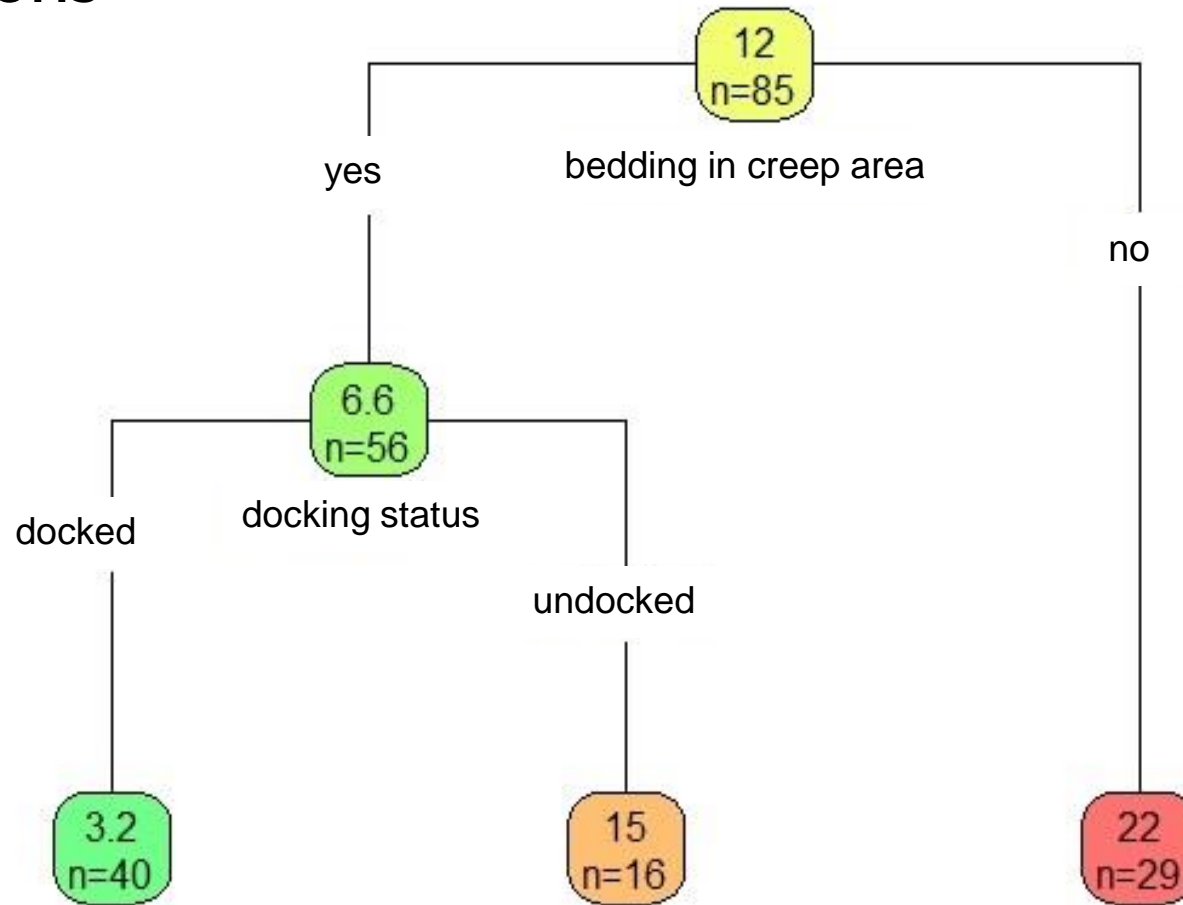 12
n=85
bedding in creep area
yes
no
6.6
n=56
docking status
docked
undocked
3.2
n=40
15
n=16
22
n=29